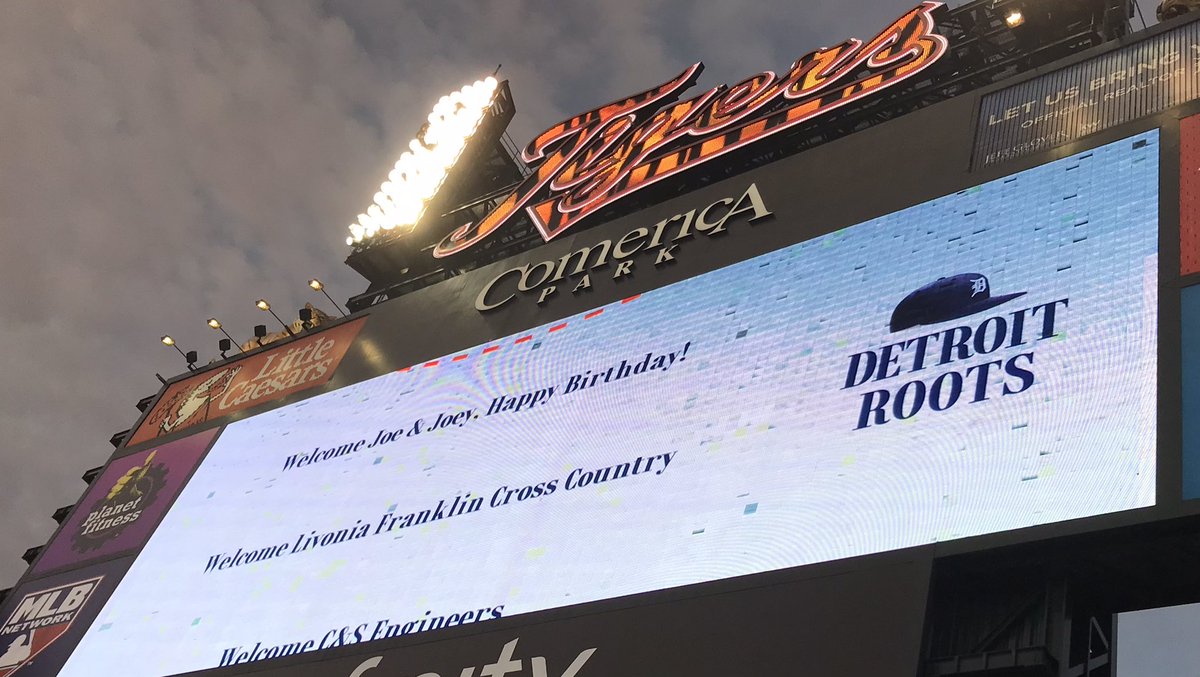 Tigers
LET US BRING
OFFICIAL REAL
COMERICA
PARK
Little
Caesars
DETROIT
ROOTS
Welcome Joe & Joey, Happy Birthday!
Welcome Livonia Franklin Cross Country
Welcome C&S Engineers
planet
fitness
MLB
NETWORK